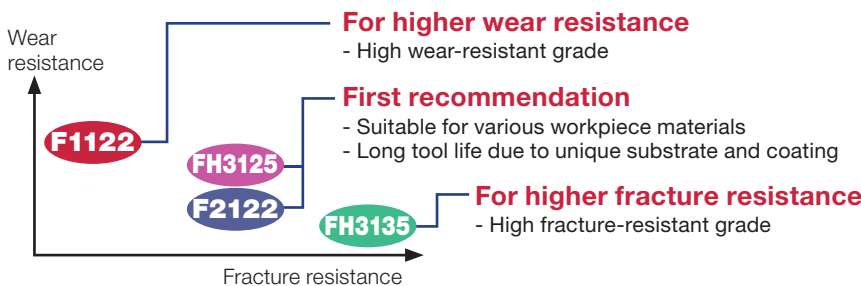 Wear
resistance
For higher wear resistance
- High wear-resistant grade
First recommendation
- Suitable for various workpiece materials
- Long tool life due to unique substrate and coating
F1122
FH3125
F2122
FH3135
For higher fracture resistance
- High fracture-resistant grade
Fracture resistance